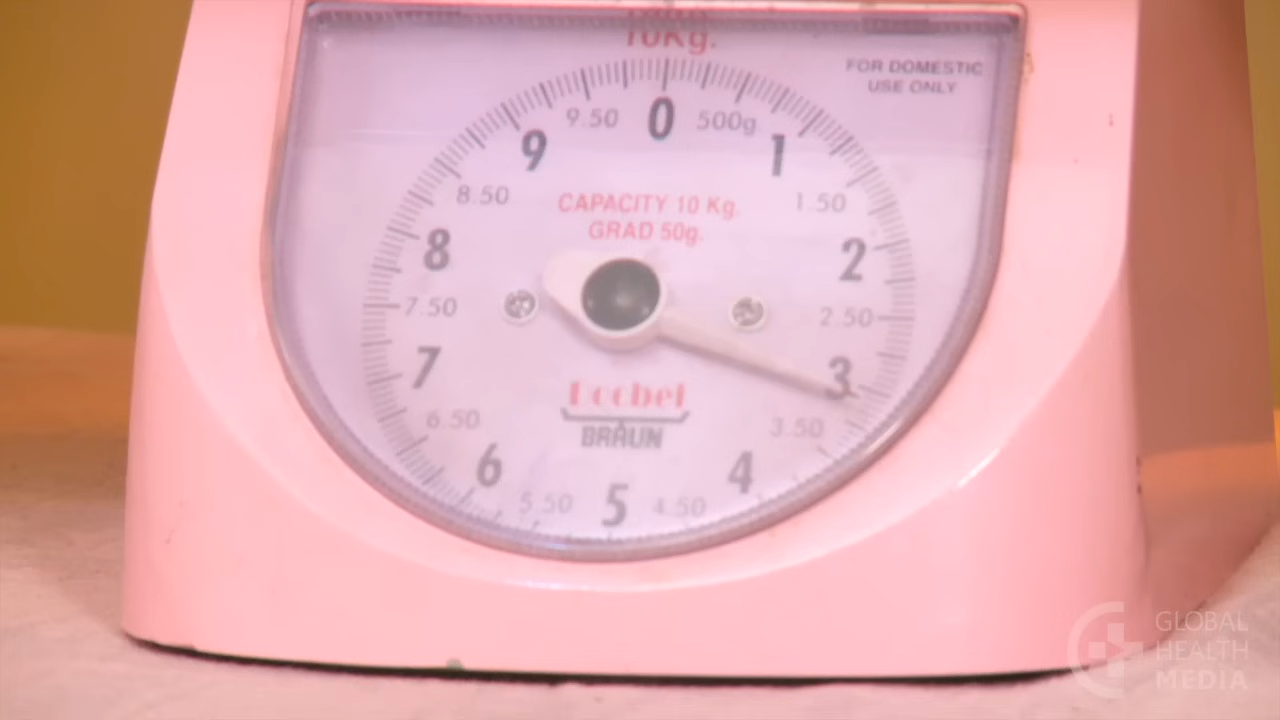 10Kg.
FOR DOMESTIC
USE ONLY
0
500g
1
1.50
2
2.50
3
3.50
4
4.50
5
5.50
6
6.50
7
7.50
8
8.50
9
9.50
CAPACITY 10 Kg.
GRAD 50g.
BRAUN
GLOBAL
HEALTH
MEDIA